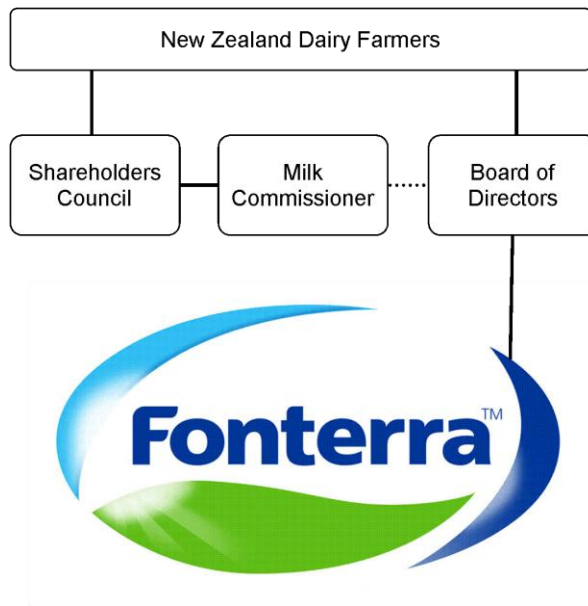 New Zealand Dairy Farmers
Shareholders
Council
Milk
Commissioner
Board of
Directors
Fonterra™